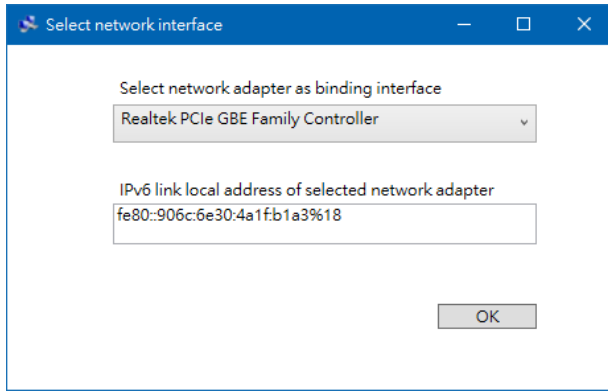 Select network interface
Select network adapter as binding interface
Realtek PCIe GBE Family Controller
IPv6 link local address of selected network adapter
fe80::906c:6e30:4a1f:b1a3%18
OK